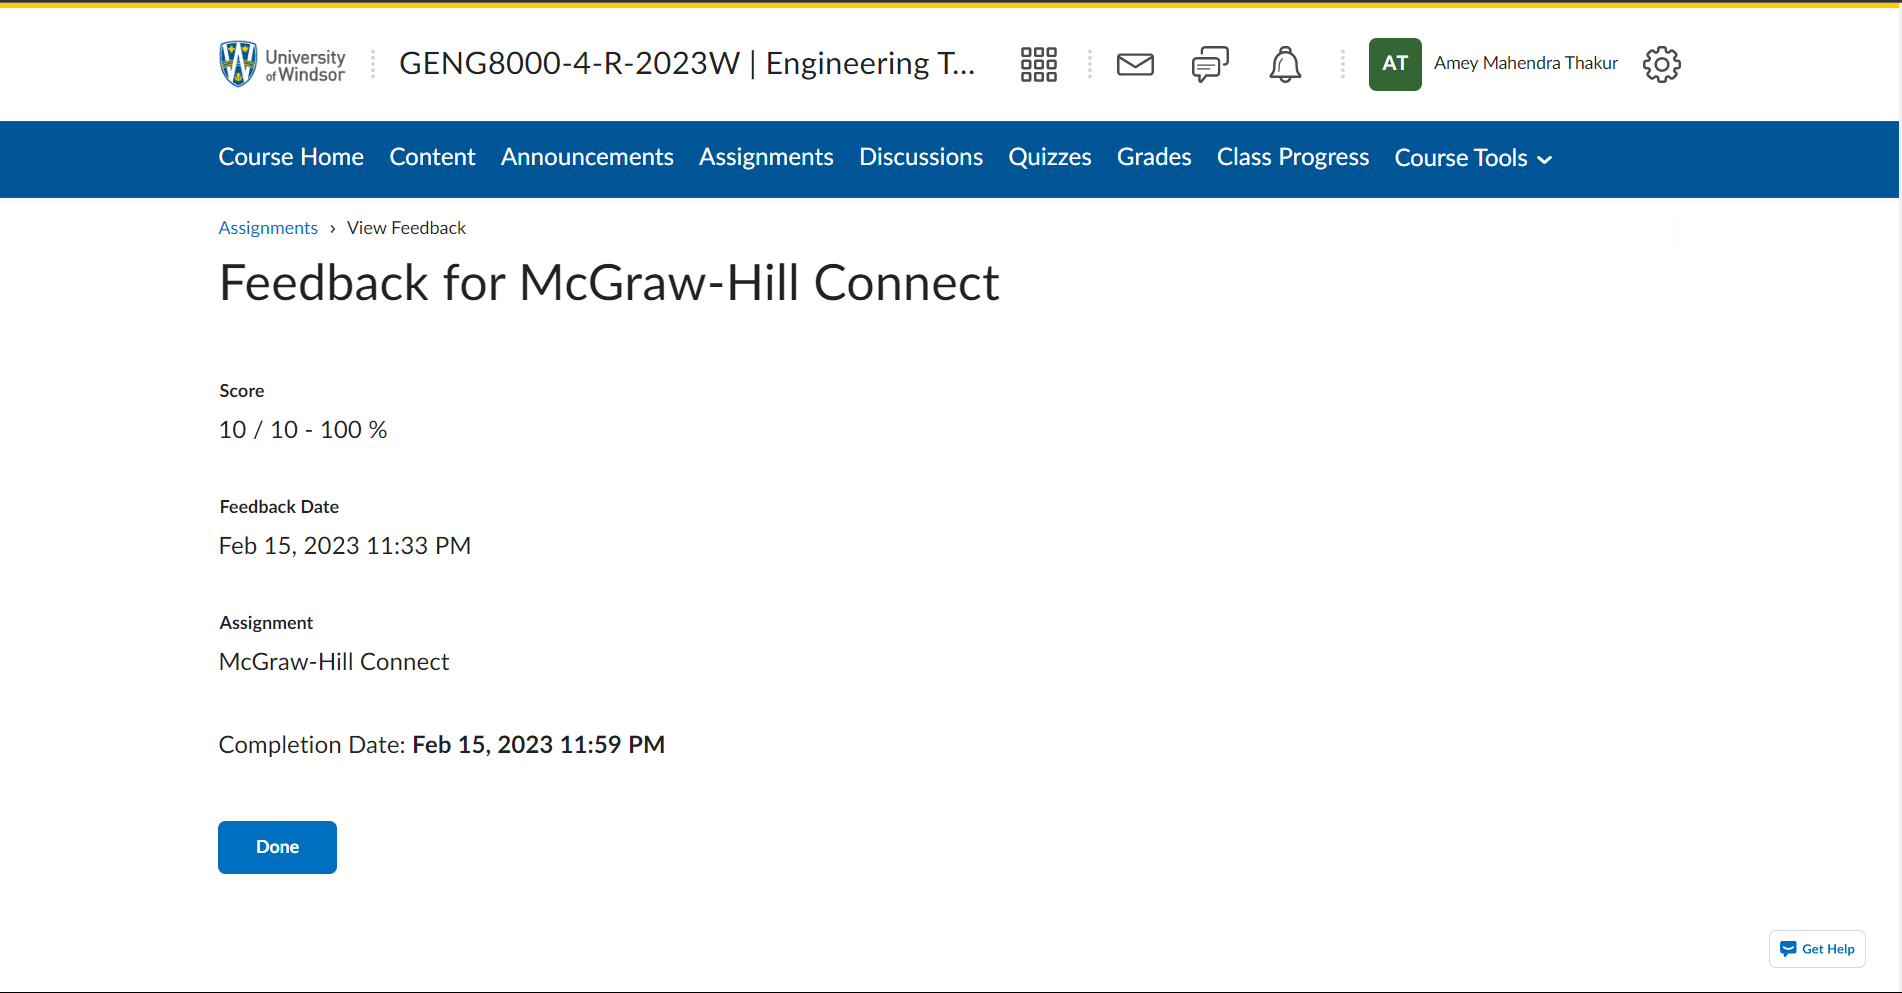 University
of Windsor
GENG8000-4-R-2023W | Engineering T...
AT
Amey Mahendra Thakur
Course Home
Content
Announcements
Assignments
Discussions
Quizzes
Grades
Class Progress
Course Tools
Assignments › View Feedback
Feedback for McGraw-Hill Connect
Score
10 / 10 - 100 %
Feedback Date
Feb 15, 2023 11:33 PM
Assignment
McGraw-Hill Connect
Completion Date: Feb 15, 2023 11:59 PM
Done
Get Help